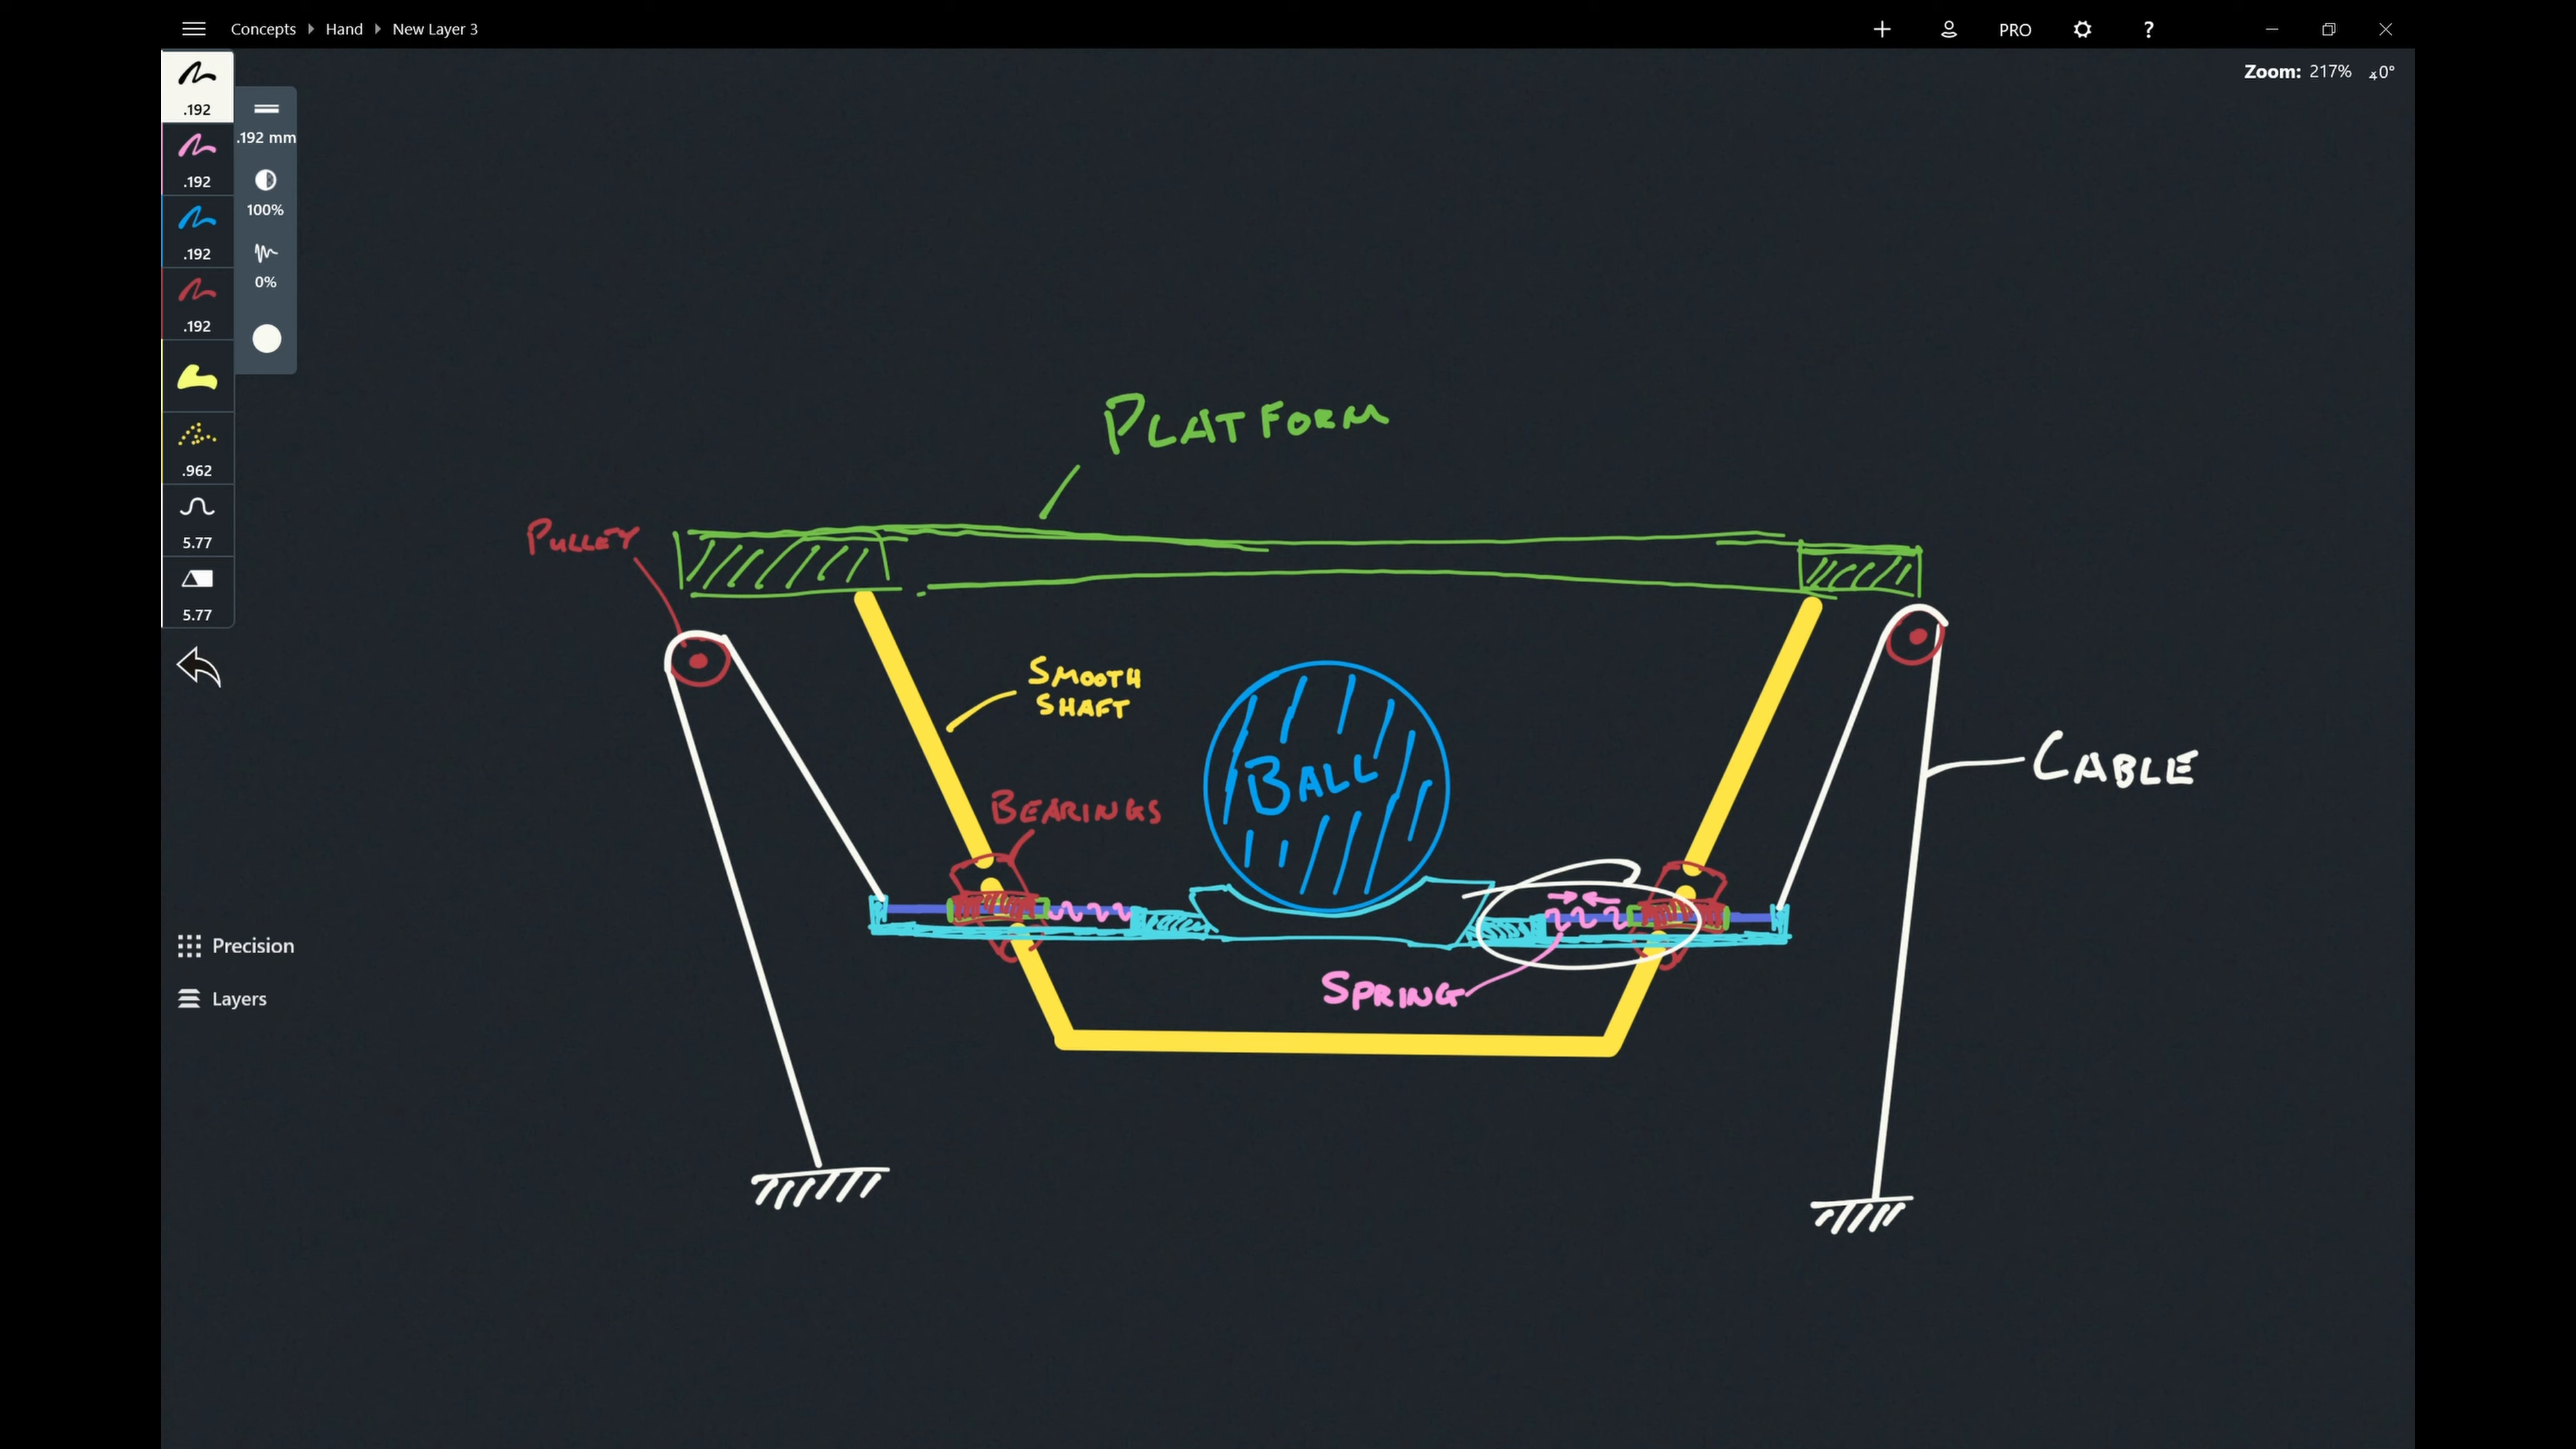 Concepts Hand New Layer 3
PRO
?
Zoom: 217% ∡0°
.192
.192 mm
.192
100%
.192
0%
.192
.962
5.77
5.77
Precision
Layers
PLATFORM
PULLEY
SMOOTH
SHAFT
BALL
BEARINGS
CABLE
SPRING